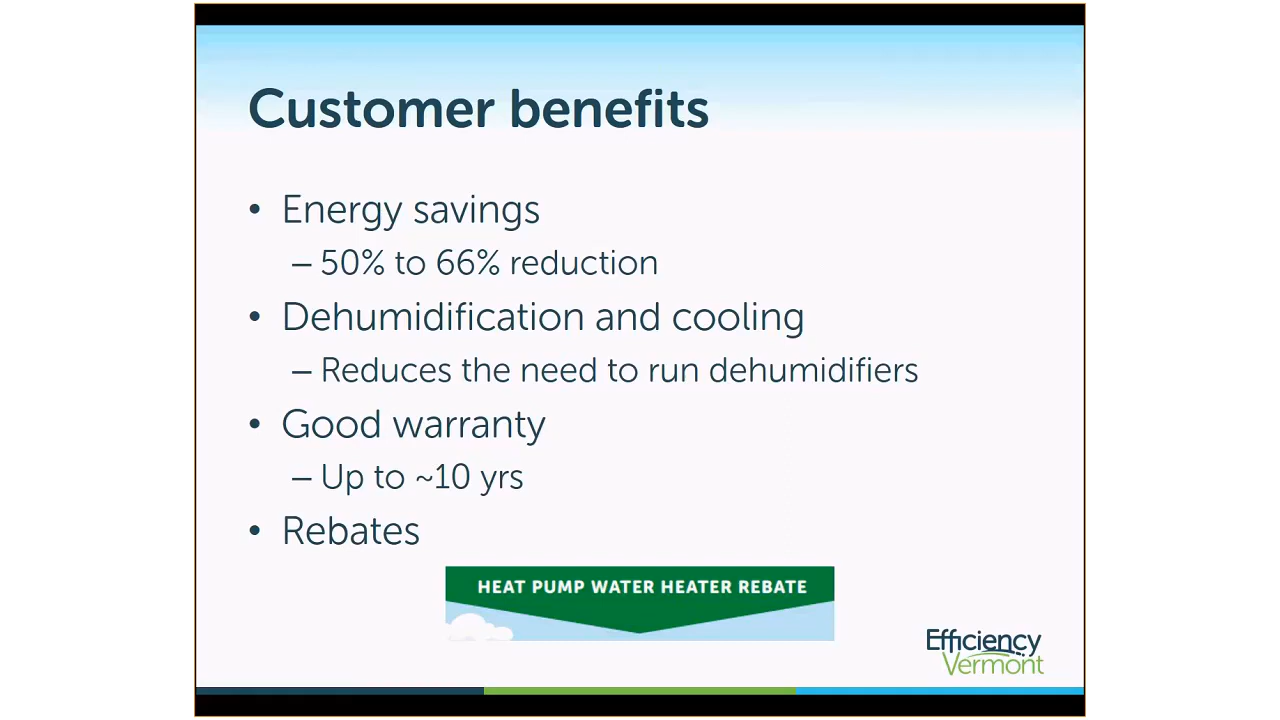 Customer benefits
• Energy savings
– 50% to 66% reduction
• Dehumidification and cooling
– Reduces the need to run dehumidifiers
• Good warranty
– Up to ~10 yrs
• Rebates
HEAT PUMP WATER HEATER REBATE
Efficiency
Vermont